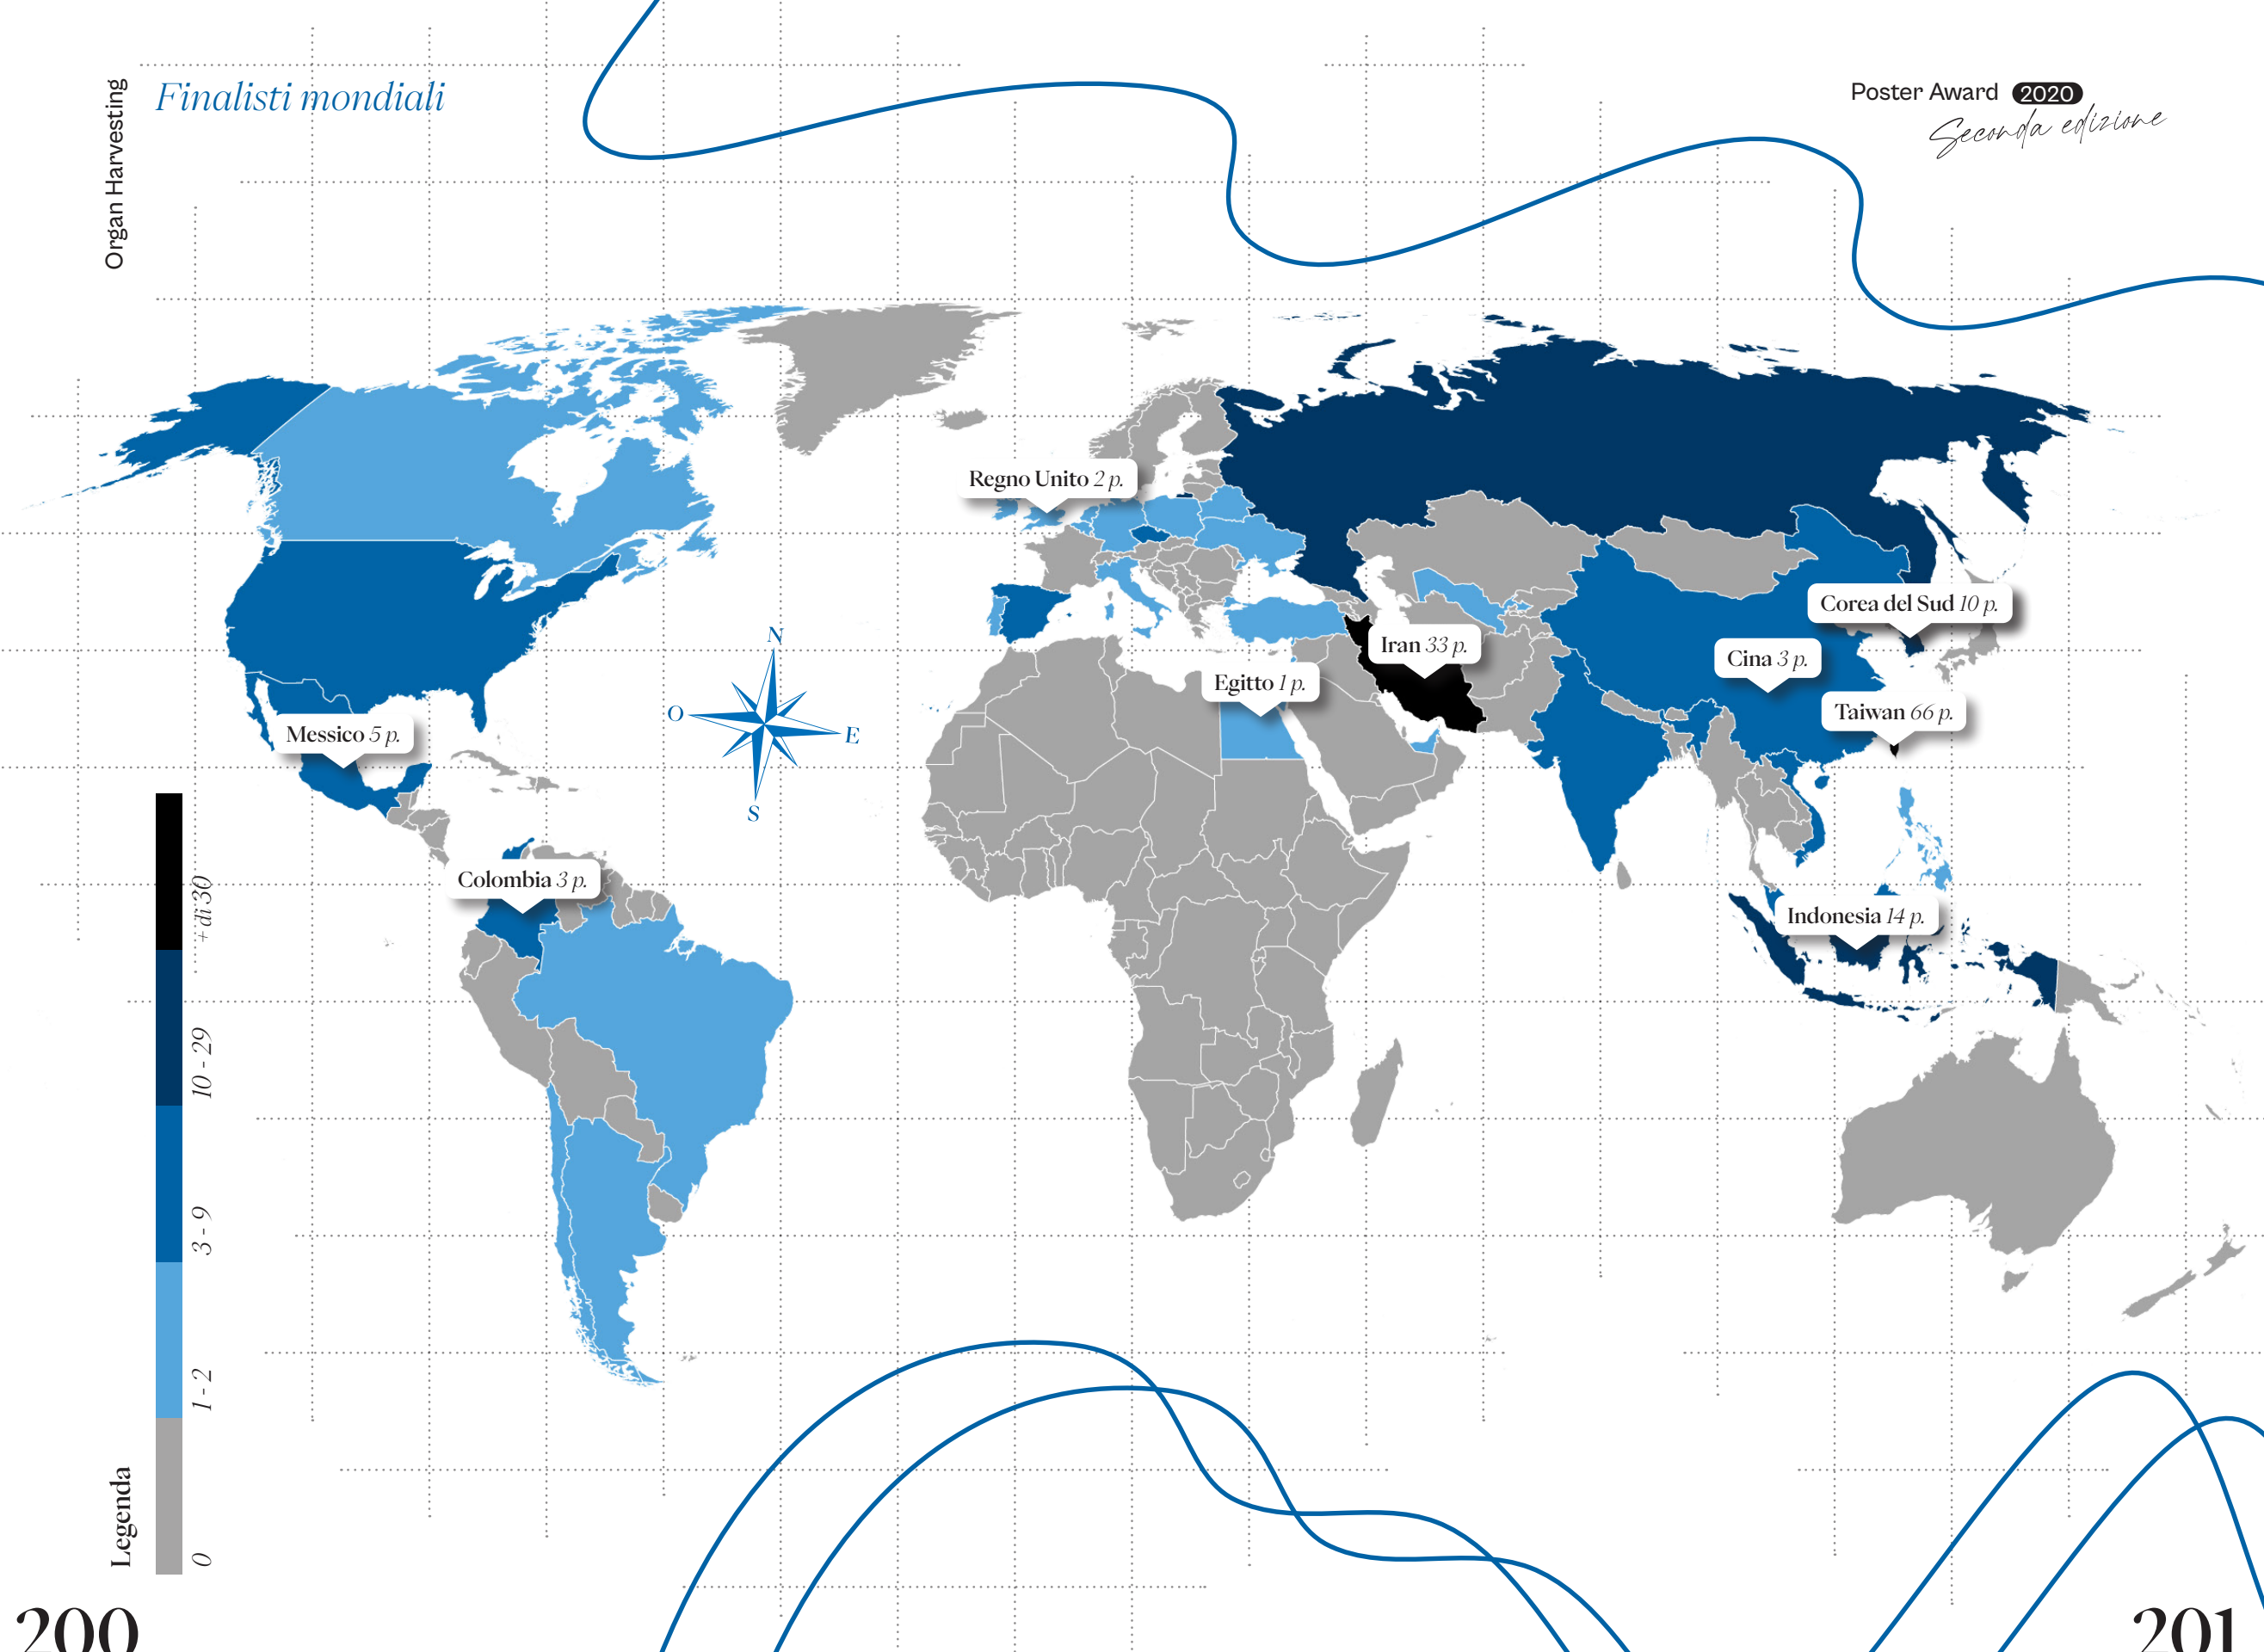 Organ Harvesting
Finalisti mondiali
Poster Award 2020
Seconda edizione
Regno Unito 2 p.
Corea del Sud 10 p.
Iran 33 p.
Cina 3 p.
Egitto 1 p.
Taiwan 66 p.
Messico 5 p.
Colombia 3 p.
Indonesia 14 p.
N
O
E
S
+ di 30
10 - 29
3 - 9
1 - 2
0
Legenda
200
201